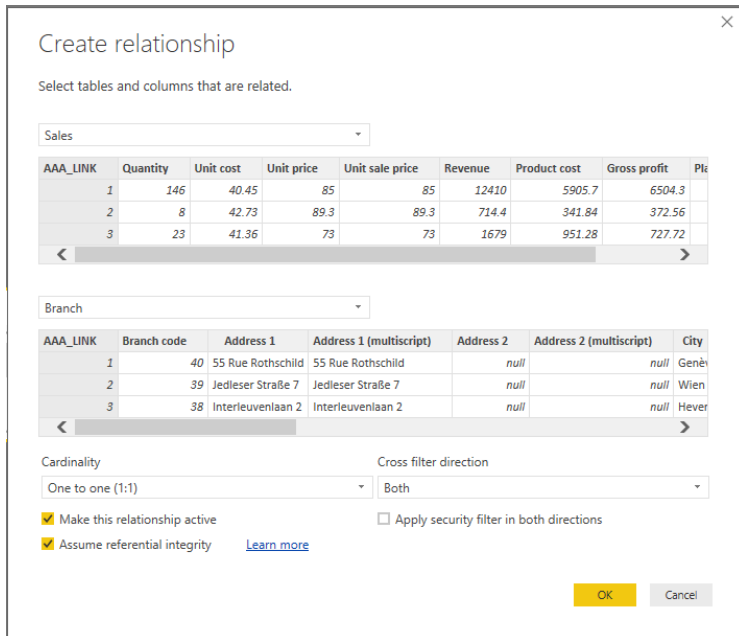 Create relationship
Select tables and columns that are related.
Sales
AAA_LINK Quantity Unit cost Unit price Unit sale price Revenue Product cost Gross profit Pla
1 146 40.45 85 85 12410 5905.7 6504.3
2 8 42.73 89.3 89.3 714.4 341.84 372.56
3 23 41.36 73 73 1679 951.28 727.72
Branch
AAA_LINK Branch code Address 1 Address 1 (multiscript) Address 2 Address 2 (multiscript) City
1 40 55 Rue Rothschild 55 Rue Rothschild null null Genèv
2 39 Jedleser Straße 7 Jedleser Straße 7 null null Wien
3 38 Interleuvenlaan 2 Interleuvenlaan 2 null null Hever
Cardinality Cross filter direction
One to one (1:1) Both
Make this relationship active Apply security filter in both directions
Assume referential integrity Learn more
OK Cancel